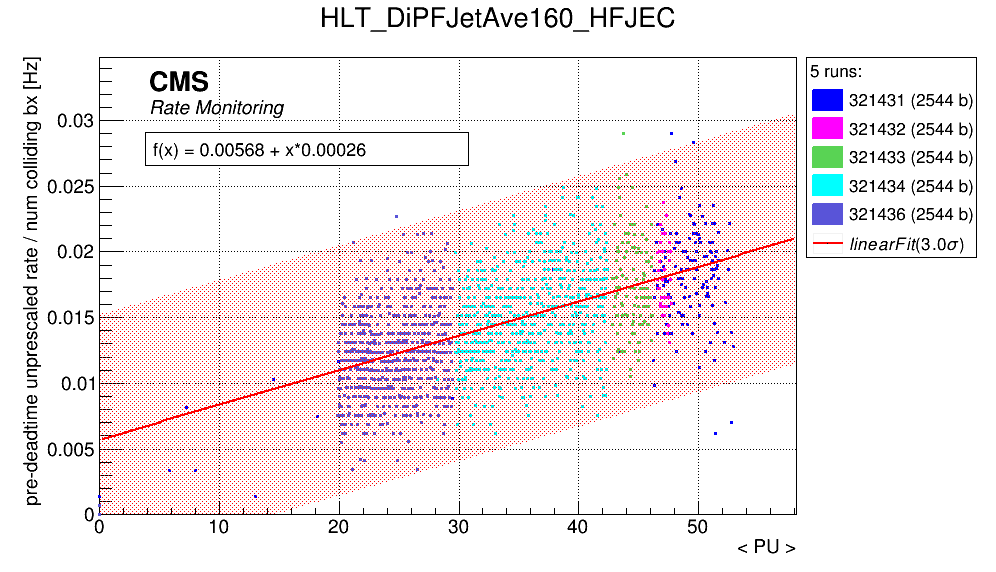 HLT_DiPFJetAve160_HFJEC
pre-deadtime unprescaled rate / num colliding bx [Hz]
CMS
Rate Monitoring
f(x) = 0.00568 + x*0.00026
0.03
0.025
0.02
0.015
0.01
0.005
0
0 10 20 30 40 50
< PU >
5 runs:
321431 (2544 b)
321432 (2544 b)
321433 (2544 b)
321434 (2544 b)
321436 (2544 b)
linearFit(3.0σ)